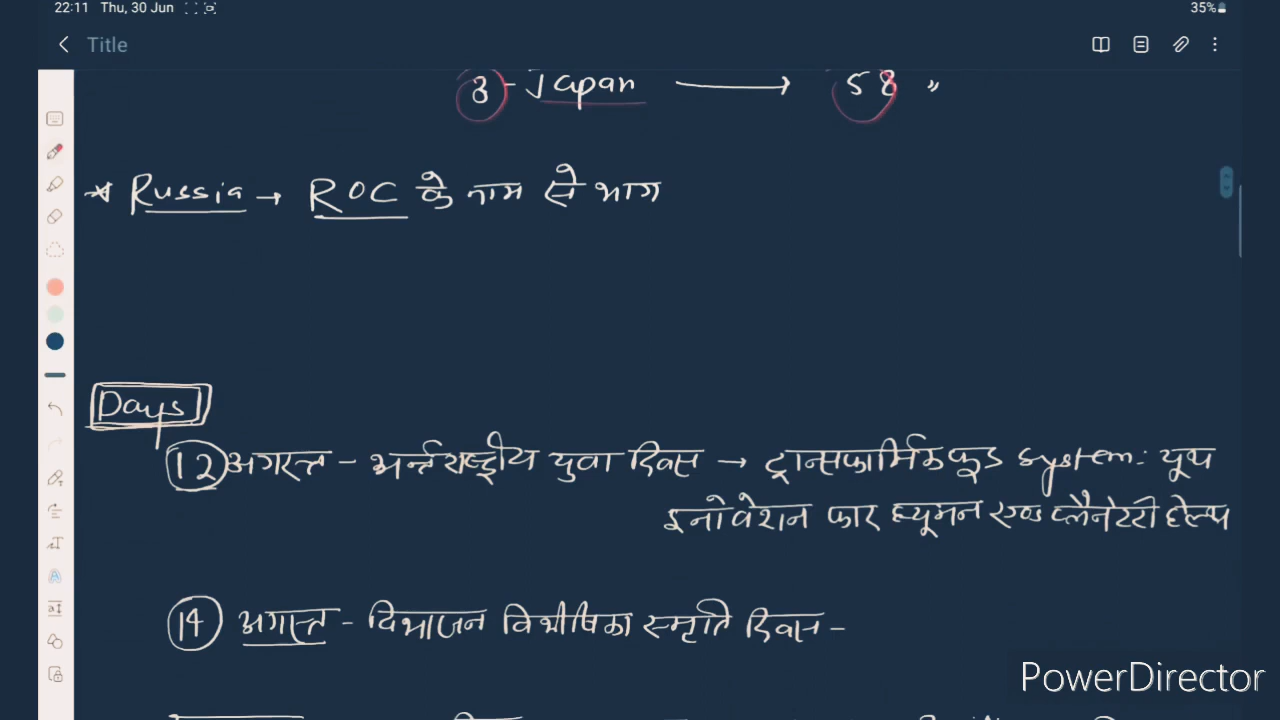 22:11 Thu, 30 Jun 35%
Title
3 - Japan → 58 "
* Russia → ROC के नाम से भाग
Days
12 अगस्त - अर्न्तराष्ट्रीय युवा दिवस → ट्रान्सफार्मिक फूड System: यूथ
इनोवेशन फार ह्यूमन एण्ड प्लैनेटरी हेल्थ
14 अगस्त - विभाजन विभीषिका स्मृति दिवस -
PowerDirector